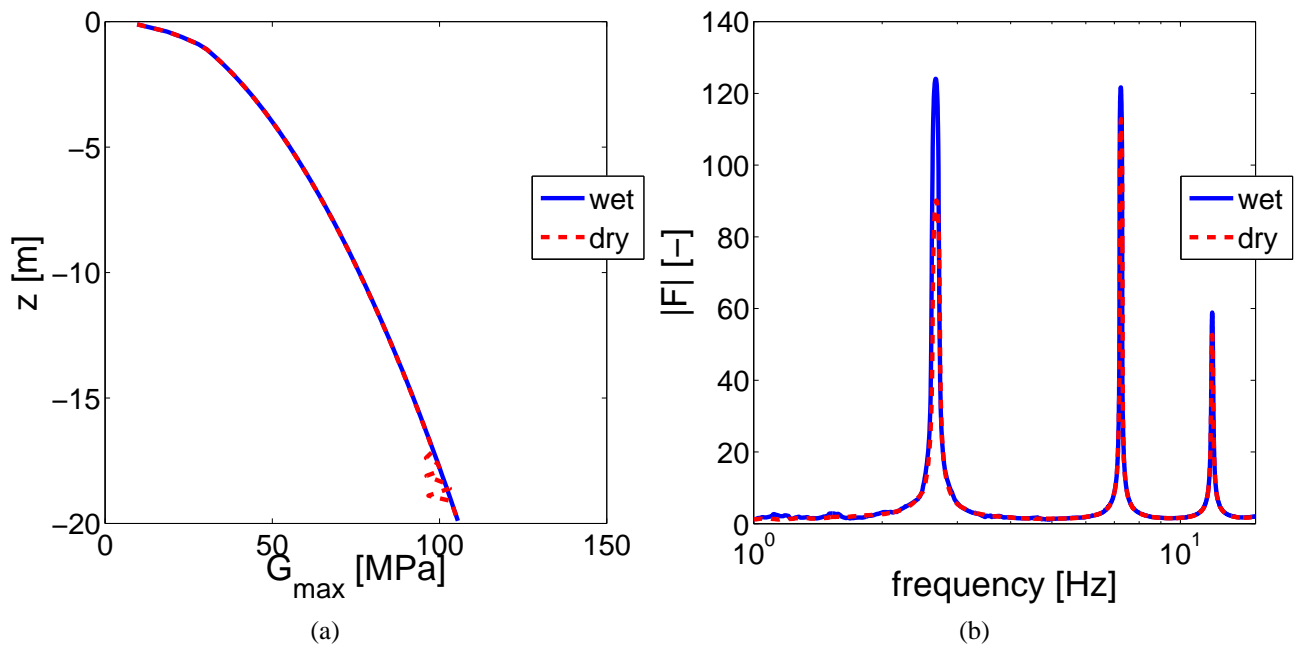 0
−5
−10
−15
−20
z [m]
0
50
100
150
G_max [MPa]
wet
dry
(a)
140
120
100
80
60
40
20
0
|F| [−]
10^0
10^1
frequency [Hz]
wet
dry
(b)